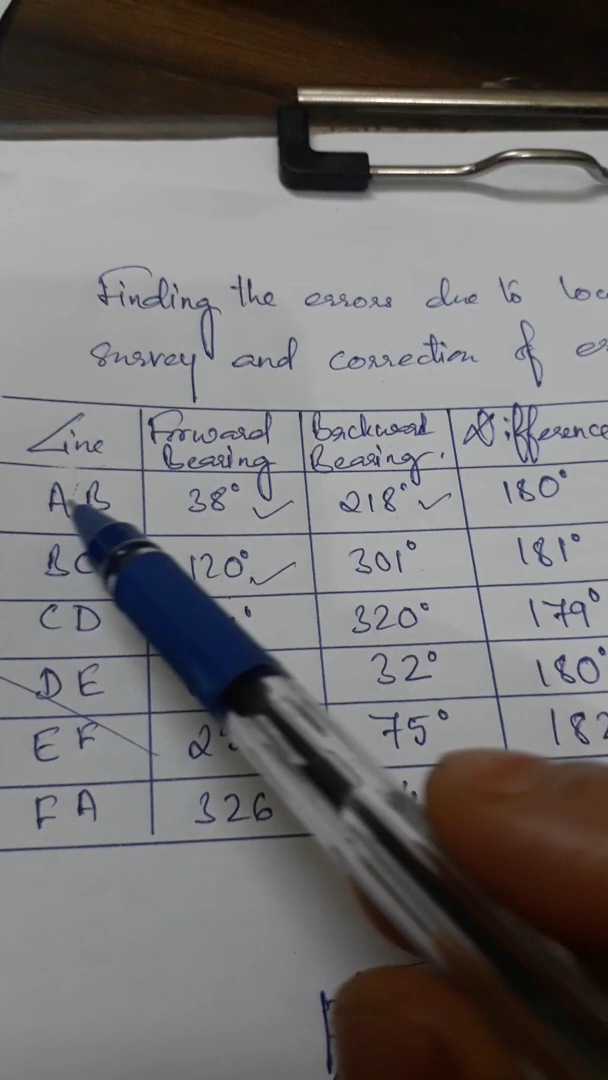 Finding the errors due to
survey and correction of
Line Forward Bearing Backward Bearing. Difference
AB 38° 218° 180°
BC 120° 301° 181°
CD 320° 179°
DE 32° 180°
EF 75°
FA 326